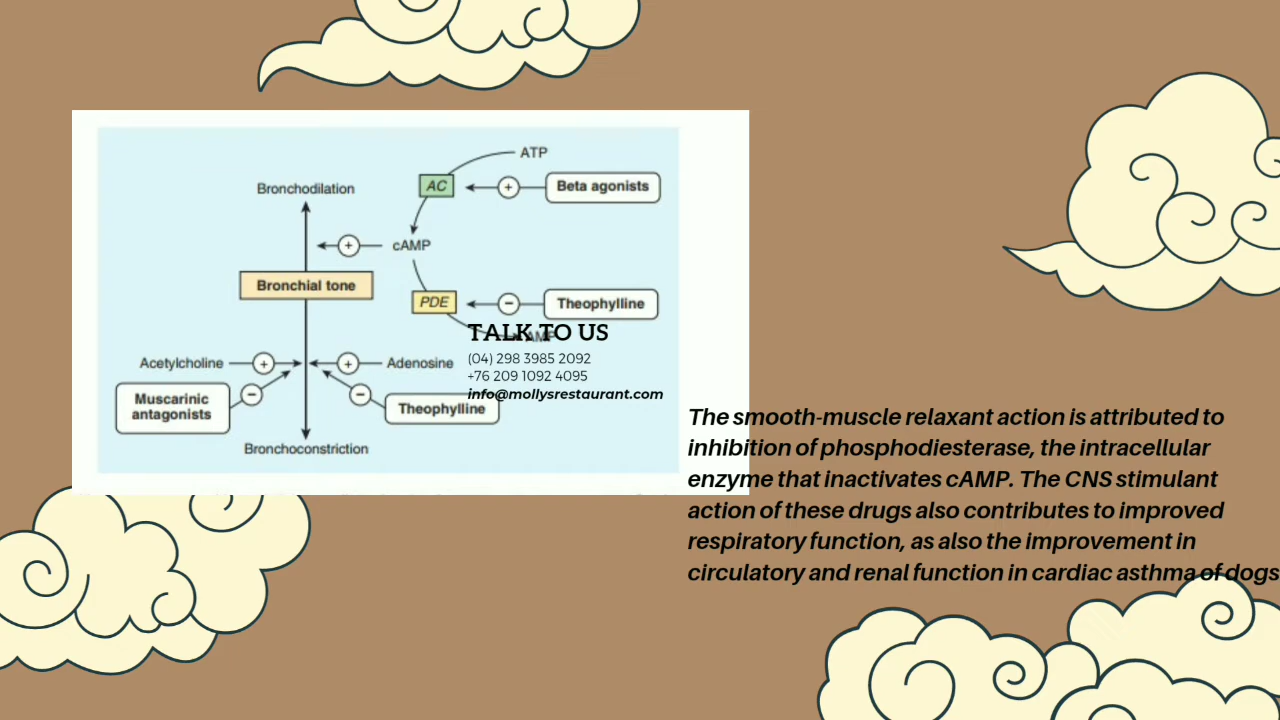 ATP
AC
+
Beta agonists
Bronchodilation
+
cAMP
Bronchial tone
PDE
−
Theophylline
AMP
TALK TO US
(04) 298 3985 2092
+76 209 1092 4095
info@mollysrestaurant.com
Acetylcholine
+
+
Adenosine
Muscarinic
antagonists
−
−
Theophylline
Bronchoconstriction
The smooth-muscle relaxant action is attributed to
inhibition of phosphodiesterase, the intracellular
enzyme that inactivates cAMP. The CNS stimulant
action of these drugs also contributes to improved
respiratory function, as also the improvement in
circulatory and renal function in cardiac asthma of dogs